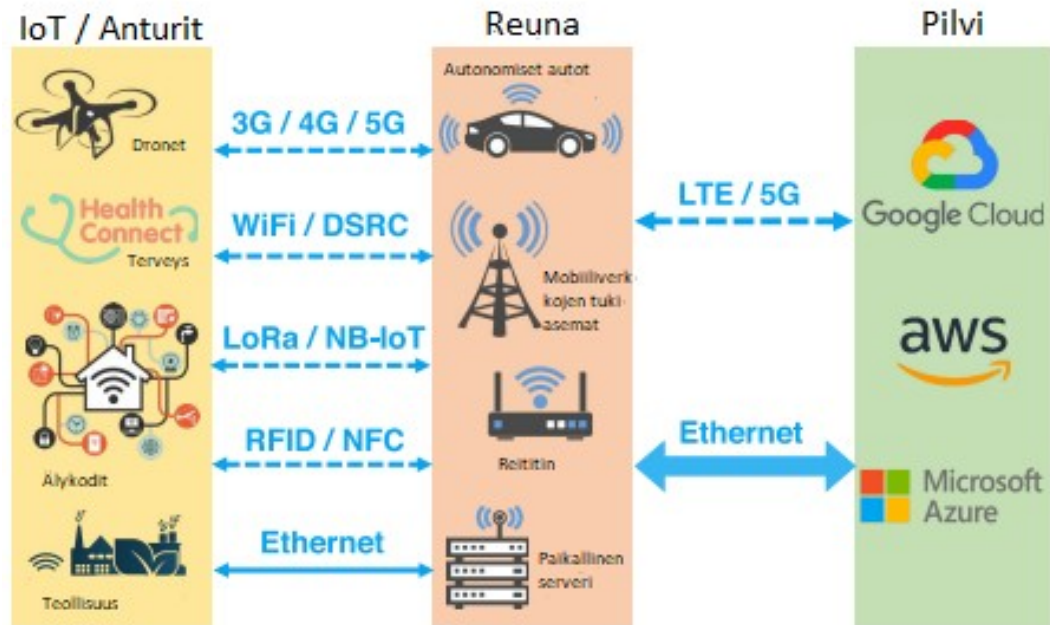 IoT / Anturit
Dronet
Health
Connect
Terveys
Älykodit
Teollisuus
3G / 4G / 5G
WiFi / DSRC
LoRa / NB-IoT
RFID / NFC
Ethernet
Reuna
Autonomiset autot
Mobiiliverk-
kojen tuki-
asemat
Reititin
Paikallinen
serveri
LTE / 5G
Ethernet
Pilvi
Google Cloud
aws
Microsoft
Azure